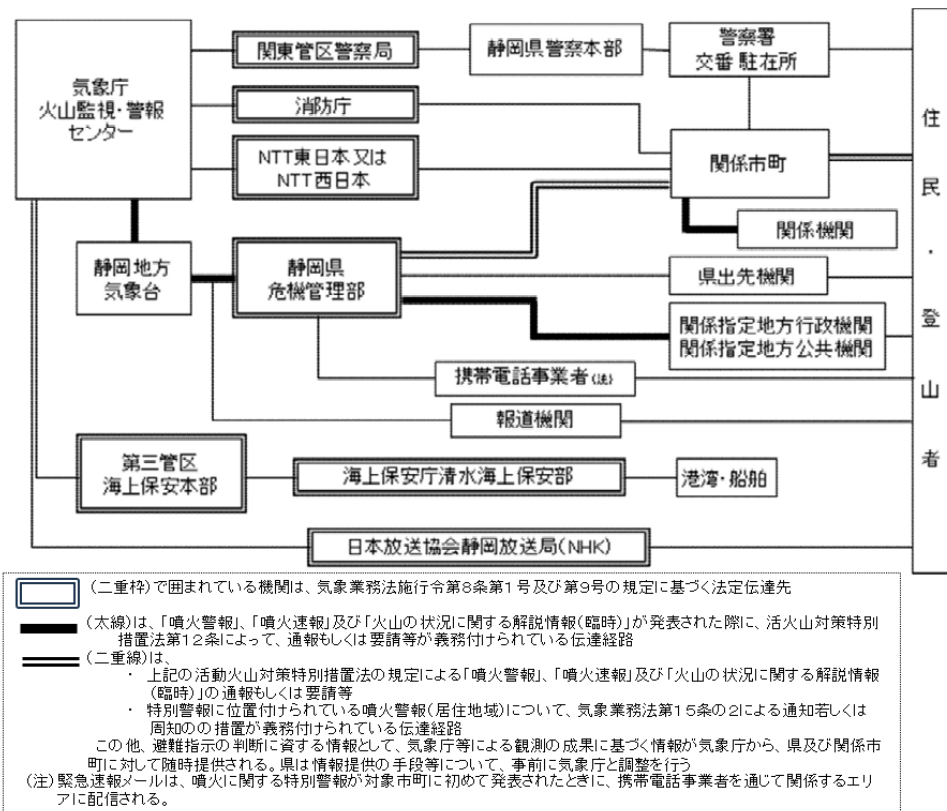 関東管区警察局
静岡県警察本部
警察署
交番 駐在所
気象庁
火山監視・警報
センター
消防庁
NTT東日本又は
NTT西日本
関係市町
関係機関
静岡地方
気象台
静岡県
危機管理部
県出先機関
関係指定地方行政機関
関係指定地方公共機関
携帯電話事業者(注)
報道機関
第三管区
海上保安本部
海上保安庁清水海上保安部
港湾・船舶
日本放送協会静岡放送局(NHK)
住民・登山者
(二重枠)で囲まれている機関は、気象業務法施行令第8条第1号及び第9号の規定に基づく法定伝達先
(太線)は、「噴火警報」、「噴火速報」及び「火山の状況に関する解説情報(臨時)」が発表された際に、活火山対策特別
措置法第12条によって、通報もしくは要請等が義務付けられている伝達経路
(二重線)は、
・ 上記の活動火山対策特別措置法の規定による「噴火警報」、「噴火速報」及び「火山の状況に関する解説情報
(臨時)」の通報もしくは要請等
・ 特別警報に位置付けられている噴火警報(居住地域)について、気象業務法第15条の2による通知若しくは
周知のの措置が義務付けられている伝達経路
この他、避難指示の判断に資する情報として、気象庁等による観測の成果に基づく情報が気象庁から、県及び関係市
町に対して随時提供される。県は情報提供の手段等について、事前に気象庁と調整を行う
(注)緊急速報メールは、噴火に関する特別警報が対象市町に初めて発表されたときに、携帯電話事業者を通じて関係するエリ
アに配信される。